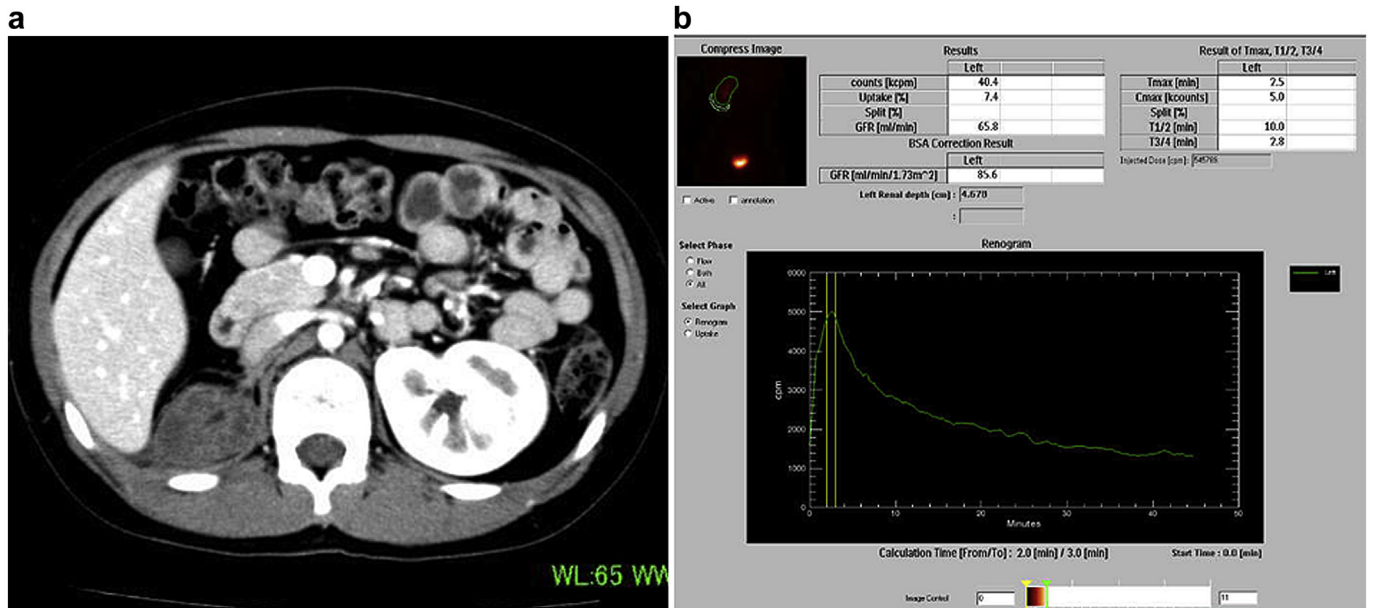 a
WL:65 WW
b
Compress Image
Results
Left
counts [kcpm] 40.4
Uptake [%] 7.4
Split [%]
GFR [ml/min] 65.8
BSA Correction Result
Left
GFR [ml/min/1.73m^2] 85.6
Left Renal depth [cm] : 4.678
:
Result of Tmax, T1/2, T3/4
Left
Tmax [min] 2.5
Cmax [kcounts] 5.0
Split [%]
T1/2 [min] 10.0
T3/4 [min] 2.8
Injected Dose [cpm] :
Active annotation
Select Phase
Flow
Both
All
Select Graph
Renogram
Uptake
Renogram
6000
5000
4000
3000
2000
1000
0
cpm
0 10 20 30 40 50
Minutes
Left
Calculation Time [From/To] : 2.0 [min] / 3.0 [min]
Start Time : 0.0 [min]
Image Control 0 11